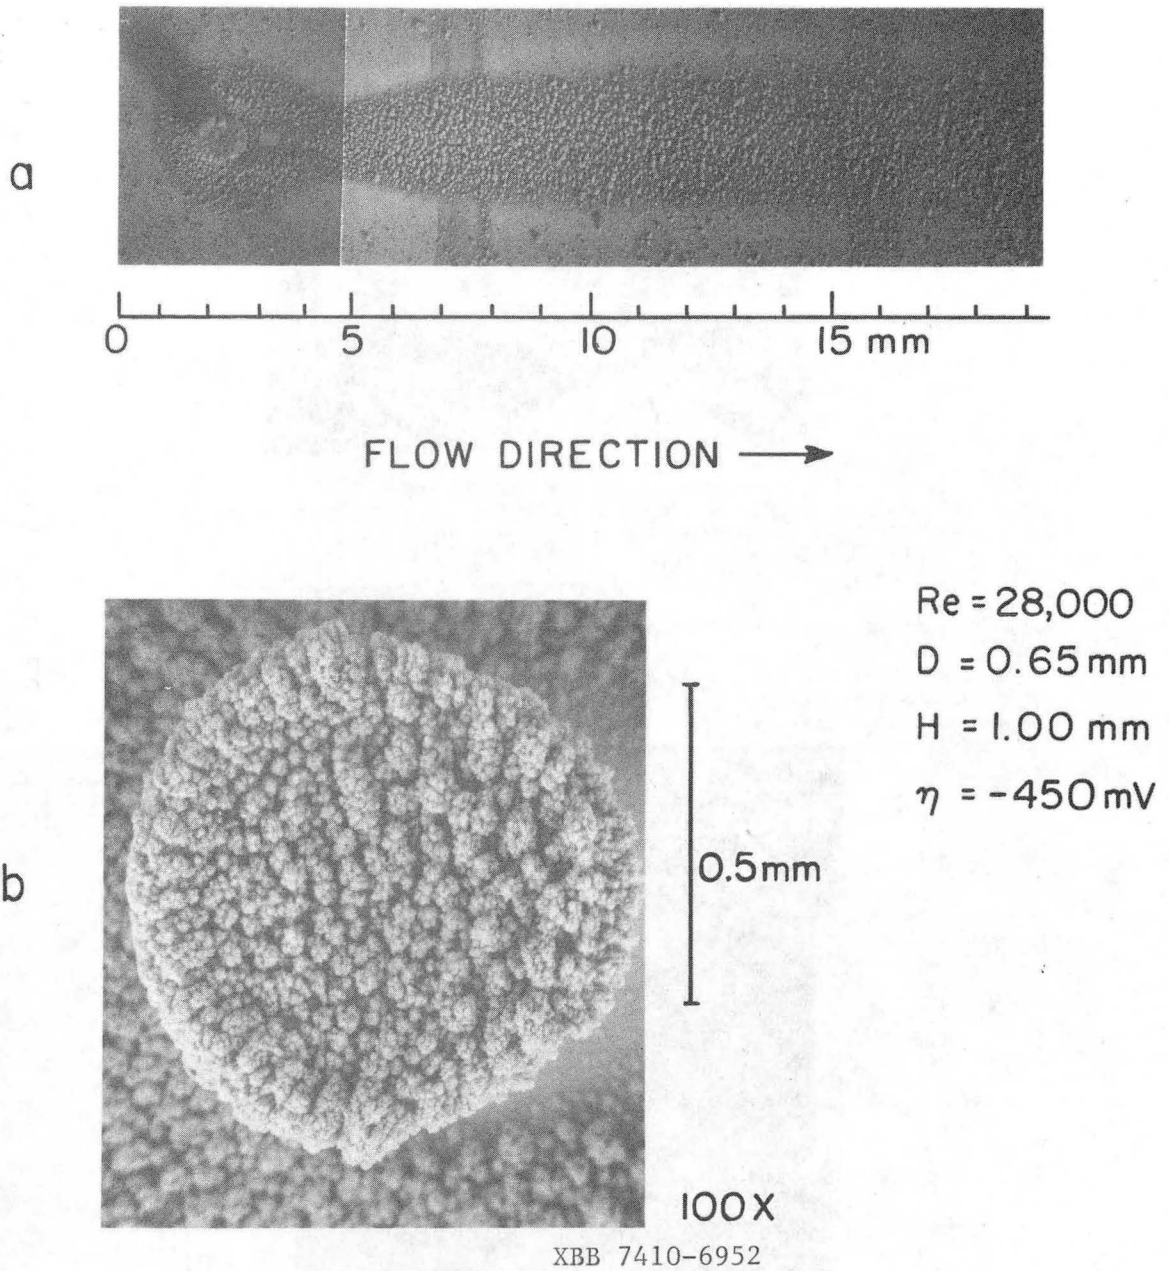 a
0 5 10 15 mm
FLOW DIRECTION
b
Re = 28,000
D = 0.65 mm
H = 1.00 mm
η = -450 mV
0.5mm
100X
XBB 7410-6952